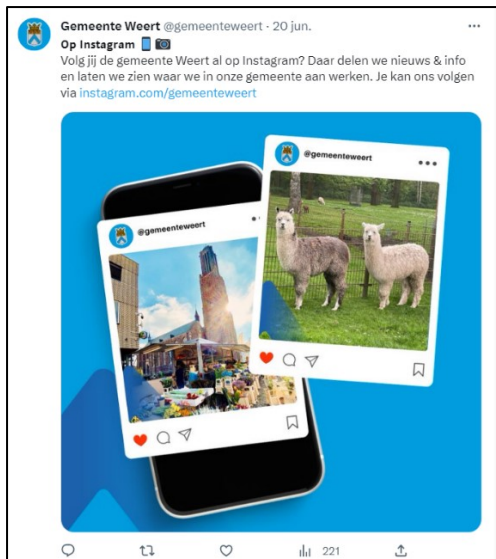 Gemeente Weert @gemeenteweert · 20 jun.
Op Instagram
Volg jij de gemeente Weert al op Instagram? Daar delen we nieuws & info
en laten we zien waar we in onze gemeente aan werken. Je kan ons volgen
via instagram.com/gemeenteweert
@gemeenteweert
@gemeenteweert
221